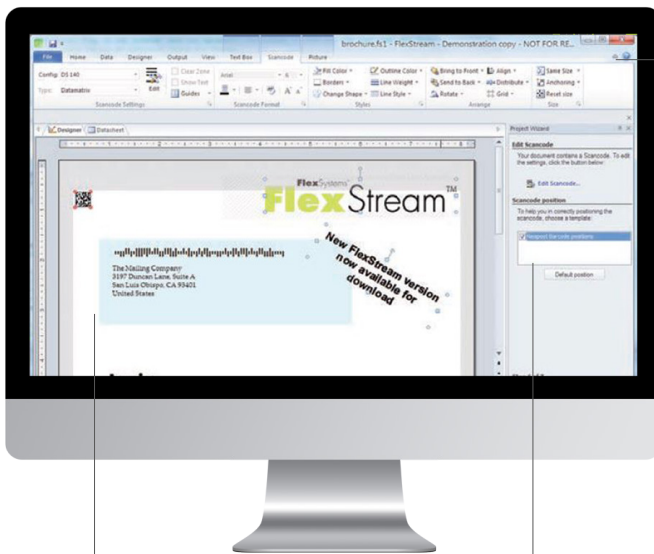 brochure.fs1 - FlexStream - Demonstration copy - NOT FOR RE...
File Home Data Designer Output View Text Box Scancode Picture
Config: DS 140
Type: Datamatrix
Edit
Clear Zone
Show Text
Guides
Arial
8
Fill Color
Borders
Change Shape
Outline Color
Line Weight
Line Style
Bring to Front
Send to Back
Rotate
Align
Distribute
Grid
Same Size
Anchoring
Reset size
Scancode Settings Scancode Format Styles Arrange Size
Designer Datasheet
FlexSystems
FlexStream™
The Mailing Company
3197 Duncan Lane, Suite A
San Luis Obispo, CA 93401
United States
New FlexStream version
now available for
download
Project Wizard
Edit Scancode
Your document contains a Scancode. To edit
the settings, click the button below:
Edit Scancode...
Scancode position
To help you in correctly positioning the
scancode, choose a template:
Respect barcode positions
Default position